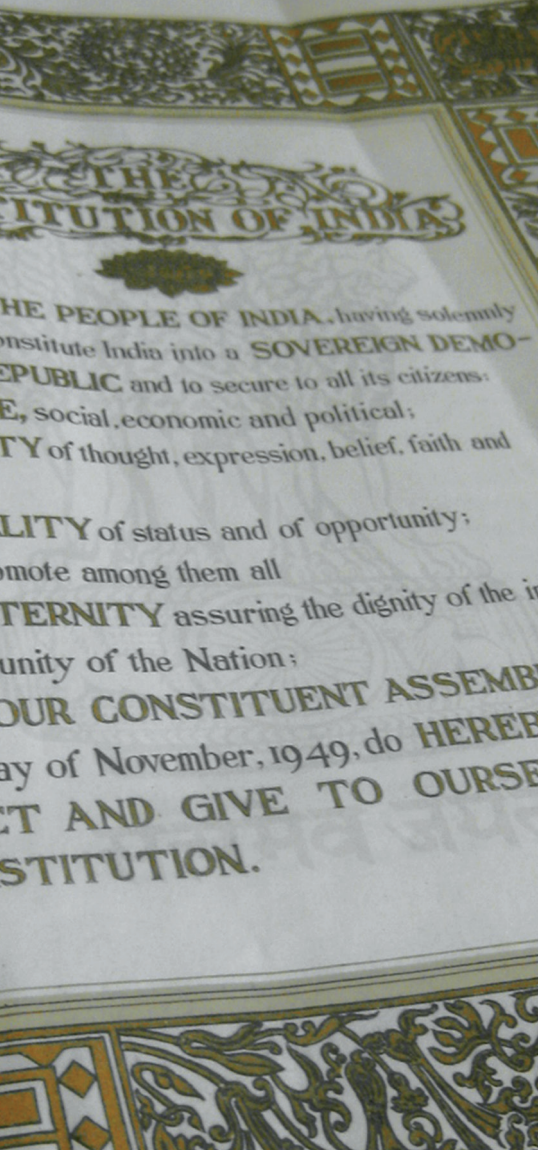 THE
TITUTION OF INDIA
HE PEOPLE OF INDIA, having solemnly
onstitute India into a SOVEREIGN DEMO-
EPUBLIC and to secure to all its citizens:
E, social, economic and political;
TY of thought, expression, belief, faith and
LITY of status and of opportunity;
omote among them all
TERNITY assuring the dignity of the in
unity of the Nation;
OUR CONSTITUENT ASSEMB
ay of November, 1949, do HEREB
CT AND GIVE TO OURSE
STITUTION.